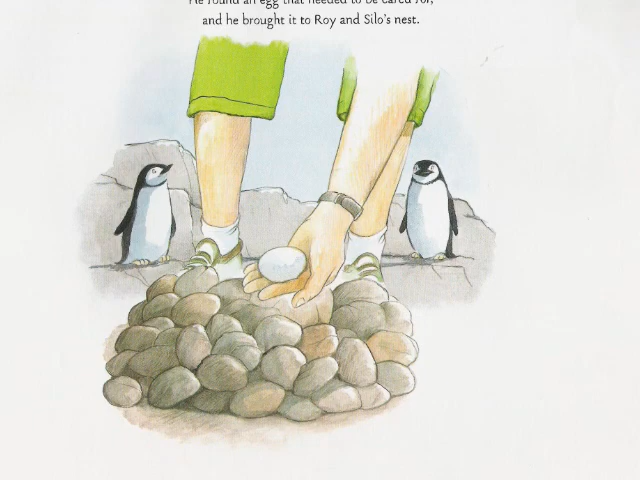 He found an egg that needed to be cared for,
and he brought it to Roy and Silo's nest.